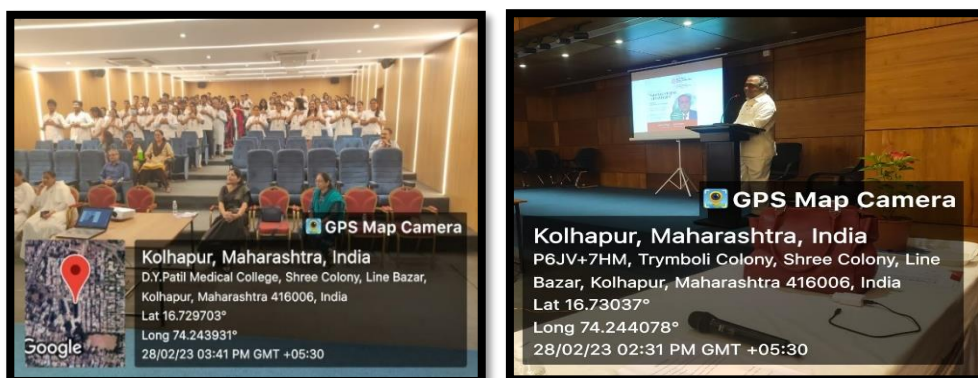 GPS Map Camera
Kolhapur, Maharashtra, India
D.Y.Patil Medical College, Shree Colony, Line Bazar,
Kolhapur, Maharashtra 416006, India
Lat 16.729703°
Long 74.243931°
28/02/23 03:41 PM GMT +05:30
Google
GPS Map Camera
Kolhapur, Maharashtra, India
P6JV+7HM, Trymboli Colony, Shree Colony, Line
Bazar, Kolhapur, Maharashtra 416006, India
Lat 16.73037°
Long 74.244078°
28/02/23 02:31 PM GMT +05:30